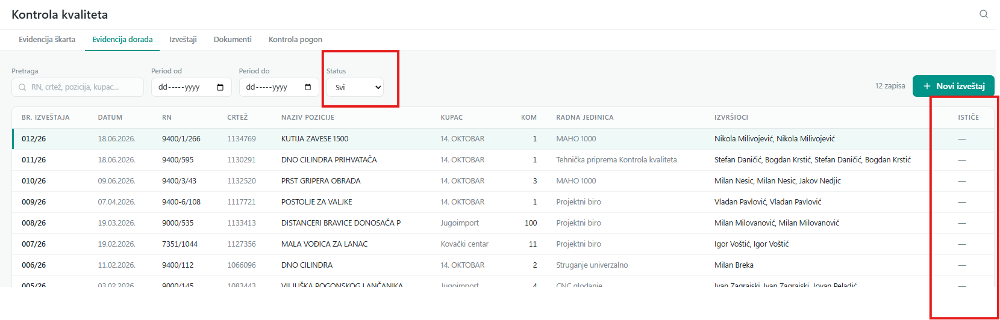 Kontrola kvaliteta
Evidencija škarta Evidencija dorada Izveštaji Dokumenti Kontrola pogon
Pretraga Period od Period do Status
RN, crtež, pozicija, kupac... dd-----yyyy dd-----yyyy Svi 12 zapisa + Novi izveštaj
BR. IZVEŠTAJA DATUM RN CRTEŽ NAZIV POZICIJE KUPAC KOM RADNA JEDINICA IZVRŠIOCI ISTIČE
012/26 18.06.2026. 9400/1/266 1134769 KUTIJA ZAVESE 1500 14. OKTOBAR 1 MAHO 1000 Nikola Milivojević, Nikola Milivojević —
011/26 18.06.2026. 9400/595 1130291 DNO CILINDRA PRIHVATAČA 14. OKTOBAR 1 Tehnička priprema Kontrola kvaliteta Stefan Daničić, Bogdan Krstić, Stefan Daničić, Bogdan Krstić —
010/26 09.06.2026. 9400/3/43 1132520 PRST GRIPERA OBRADA 14. OKTOBAR 3 MAHO 1000 Milan Nesic, Milan Nesic, Jakov Nedjic —
009/26 07.04.2026. 9400-6/108 1117721 POSTOLJE ZA VALJKE 14. OKTOBAR 1 Projektni biro Vladan Pavlović, Vladan Pavlović —
008/26 19.03.2026. 9000/535 1133413 DISTANCERI BRAVICE DONOSAČA P Jugoimport 100 Projektni biro Milan Milovanović, Milan Milovanović —
007/26 19.02.2026. 7351/1044 1127356 MALA VOĐICA ZA LANAC Kovački centar 11 Projektni biro Igor Voštić, Igor Voštić —
006/26 11.02.2026. 9400/112 1066096 DNO CILINDRA 14. OKTOBAR 2 Struganje univerzalno Milan Breka —
005/26 03.02.2026. 9000/145 1083443 VILJUŠKA POGONSKOG LANČANIKA Jugoimport 4 CNC glodanje Ivan Zagrajski, Ivan Zagrajski, Jovan Peladić —